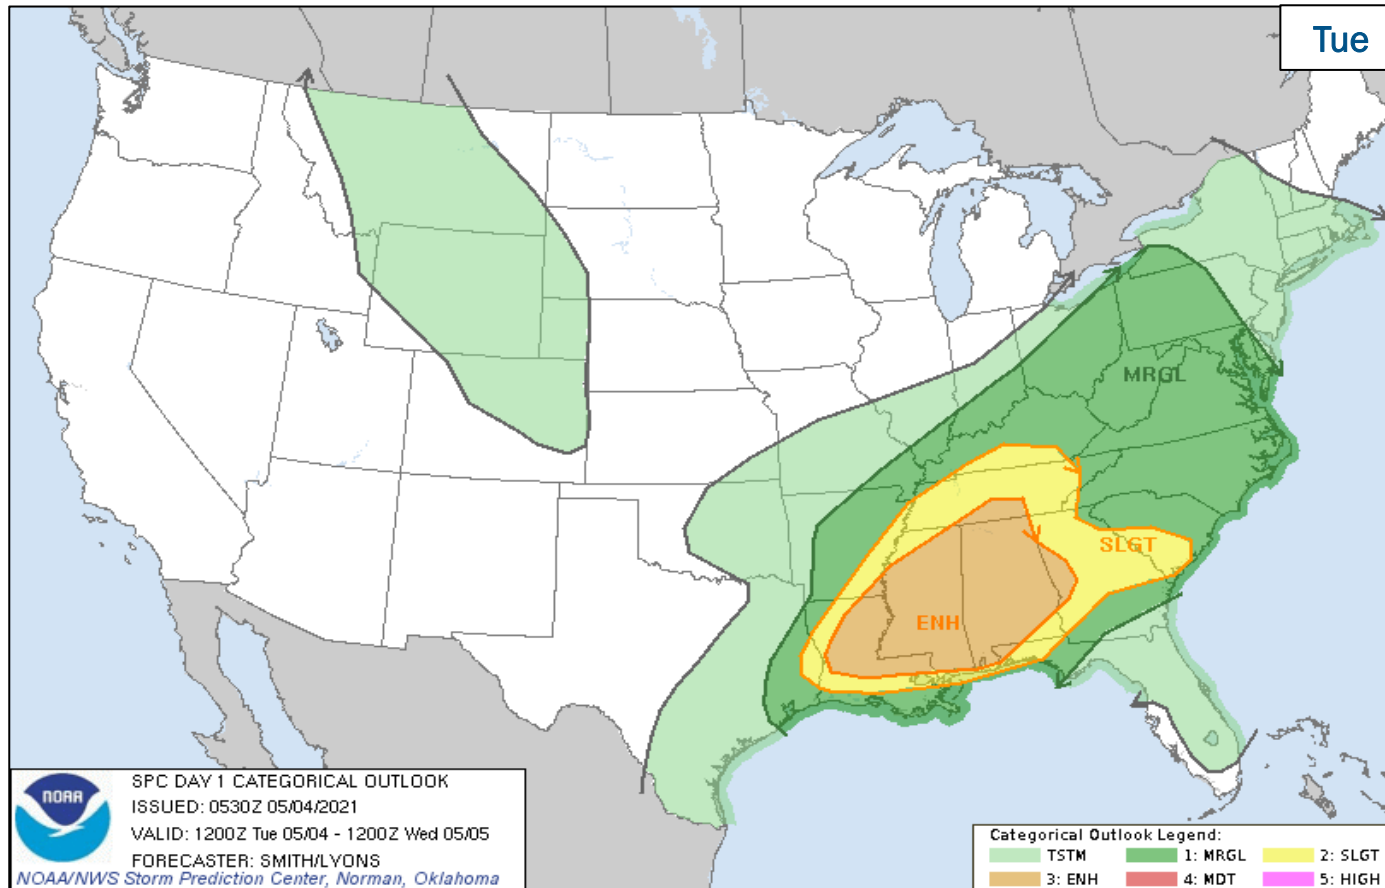 Tue
MRGL
SLGT
ENH
NOAA
SPC DAY 1 CATEGORICAL OUTLOOK
ISSUED: 0530Z 05/04/2021
VALID: 1200Z Tue 05/04 - 1200Z Wed 05/05
FORECASTER: SMITH/LYONS
NOAA/NWS Storm Prediction Center, Norman, Oklahoma
Categorical Outlook Legend:
TSTM 1: MRGL 2: SLGT
3: ENH 4: MDT 5: HIGH